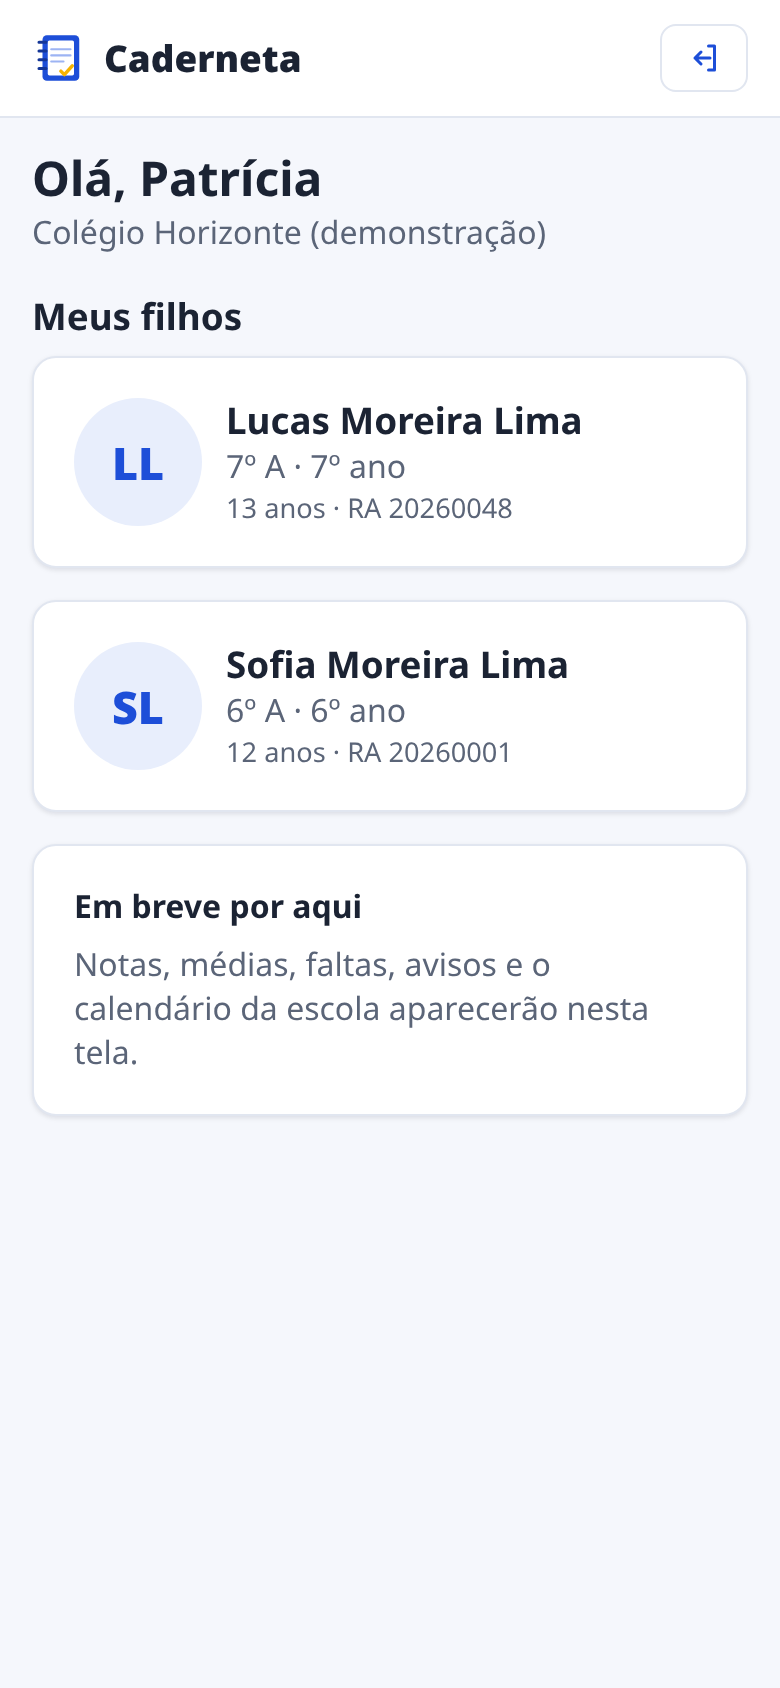 Caderneta
Olá, Patrícia
Colégio Horizonte (demonstração)
Meus filhos
LL
Lucas Moreira Lima
7º A · 7º ano
13 anos · RA 20260048
SL
Sofia Moreira Lima
6º A · 6º ano
12 anos · RA 20260001
Em breve por aqui
Notas, médias, faltas, avisos e o
calendário da escola aparecerão nesta
tela.